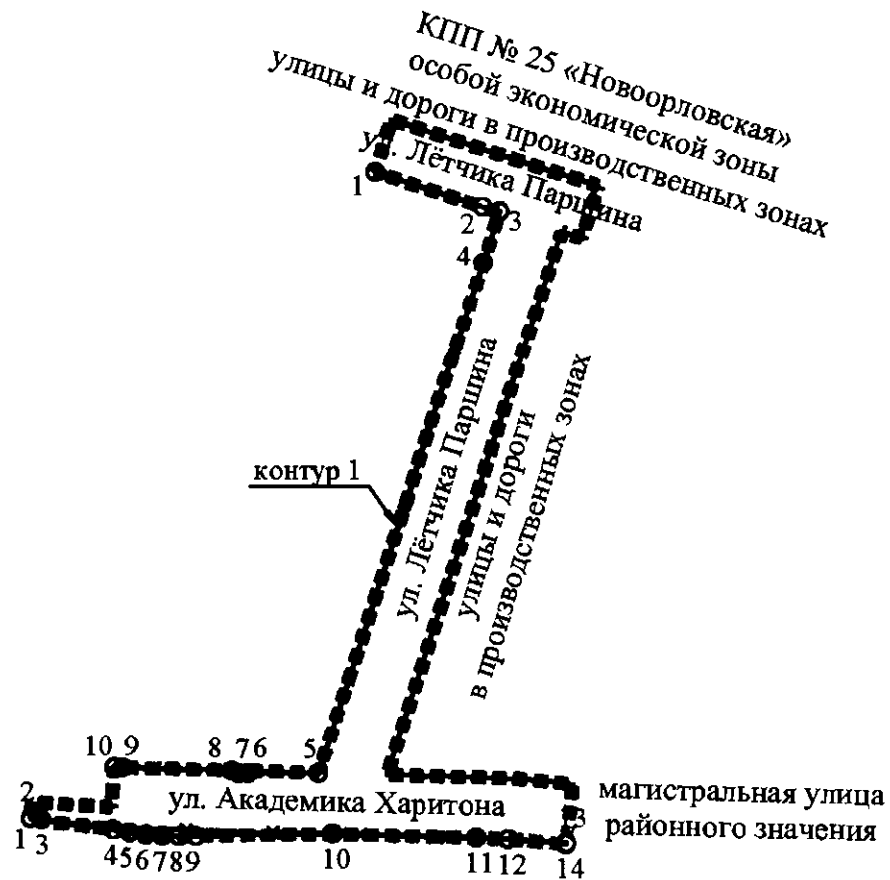 КПП № 25 «Новоорловская»
особой экономической зоны
улицы и дороги в производственных зонах
ул. Лётчика Паршина
1
2
3
4
ул. Лётчика Паршина
улицы и дороги
в производственных зонах
контур 1
10 9 8 7 6 5
2
ул. Академика Харитона
магистральная улица
районного значения
1 3 4 5 6 7 8 9 10 11 12 14